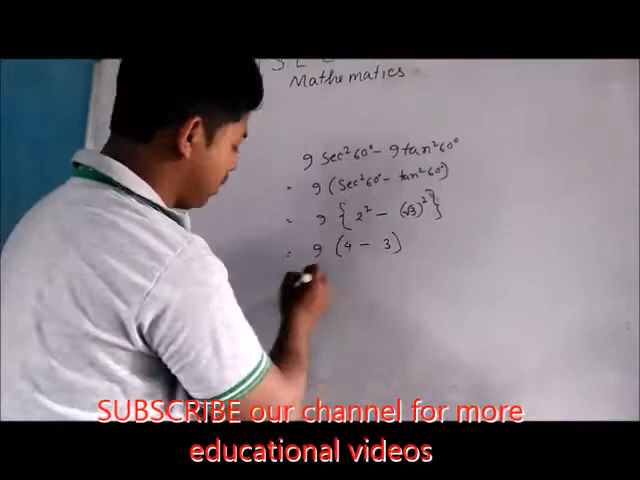 Mathematics
9 sec²60° - 9 tan²60°
= 9 (sec²60° - tan²60°)
= 9 {2² - (√3)²}
= 9 (4 - 3)
SUBSCRIBE our channel for more
educational videos